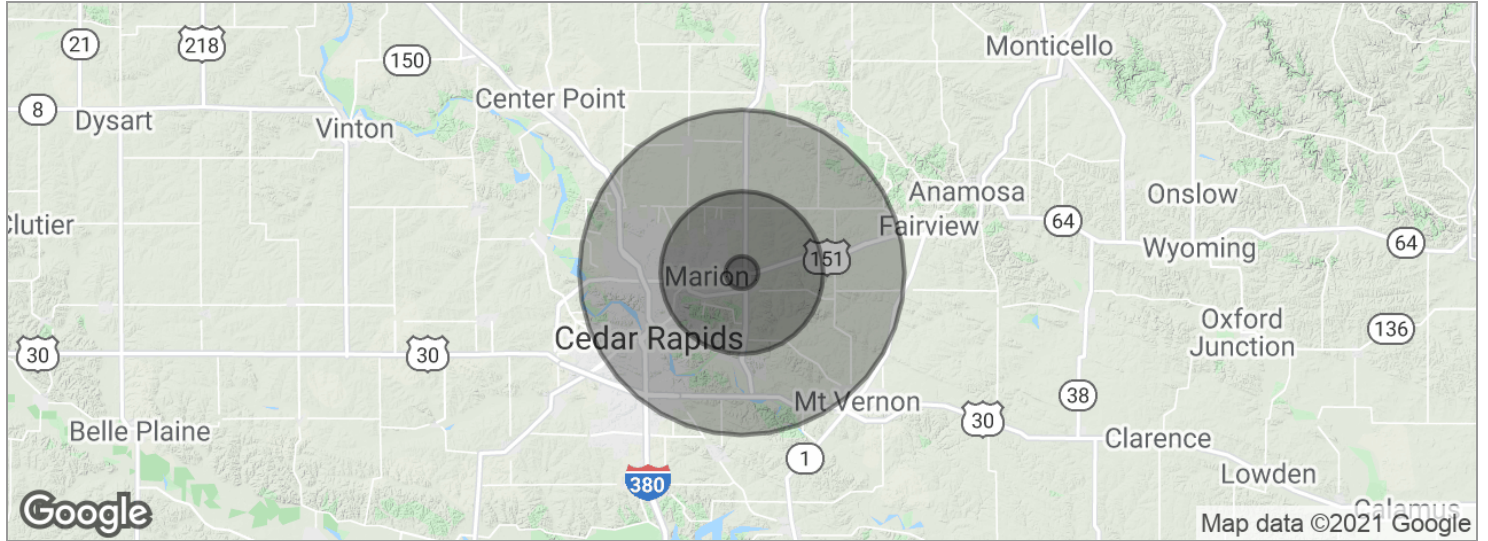 21
218
150
Monticello
8
Dysart
Center Point
Vinton
Anamosa
Onslow
Clutier
Fairview
64
Wyoming
64
151
Marion
Oxford
Junction
136
Cedar Rapids
30
30
38
Mt Vernon
30
Belle Plaine
Clarence
1
Lowden
380
Calamus
Google
Map data ©2021 Google